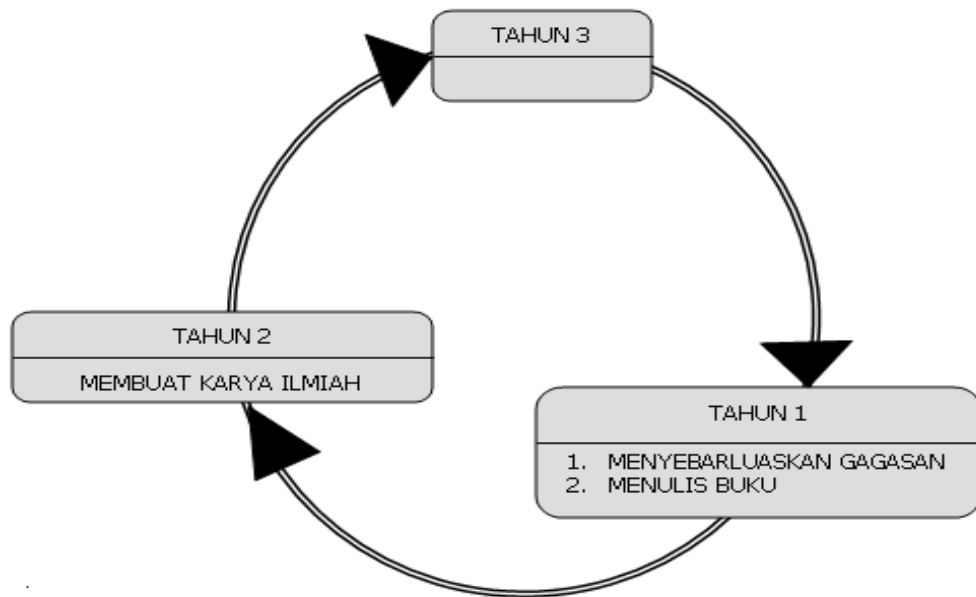 TAHUN 3
TAHUN 2
MEMBUAT KARYA ILMIAH
TAHUN 1
1. MENYEBARLUASKAN GAGASAN
2. MENULIS BUKU